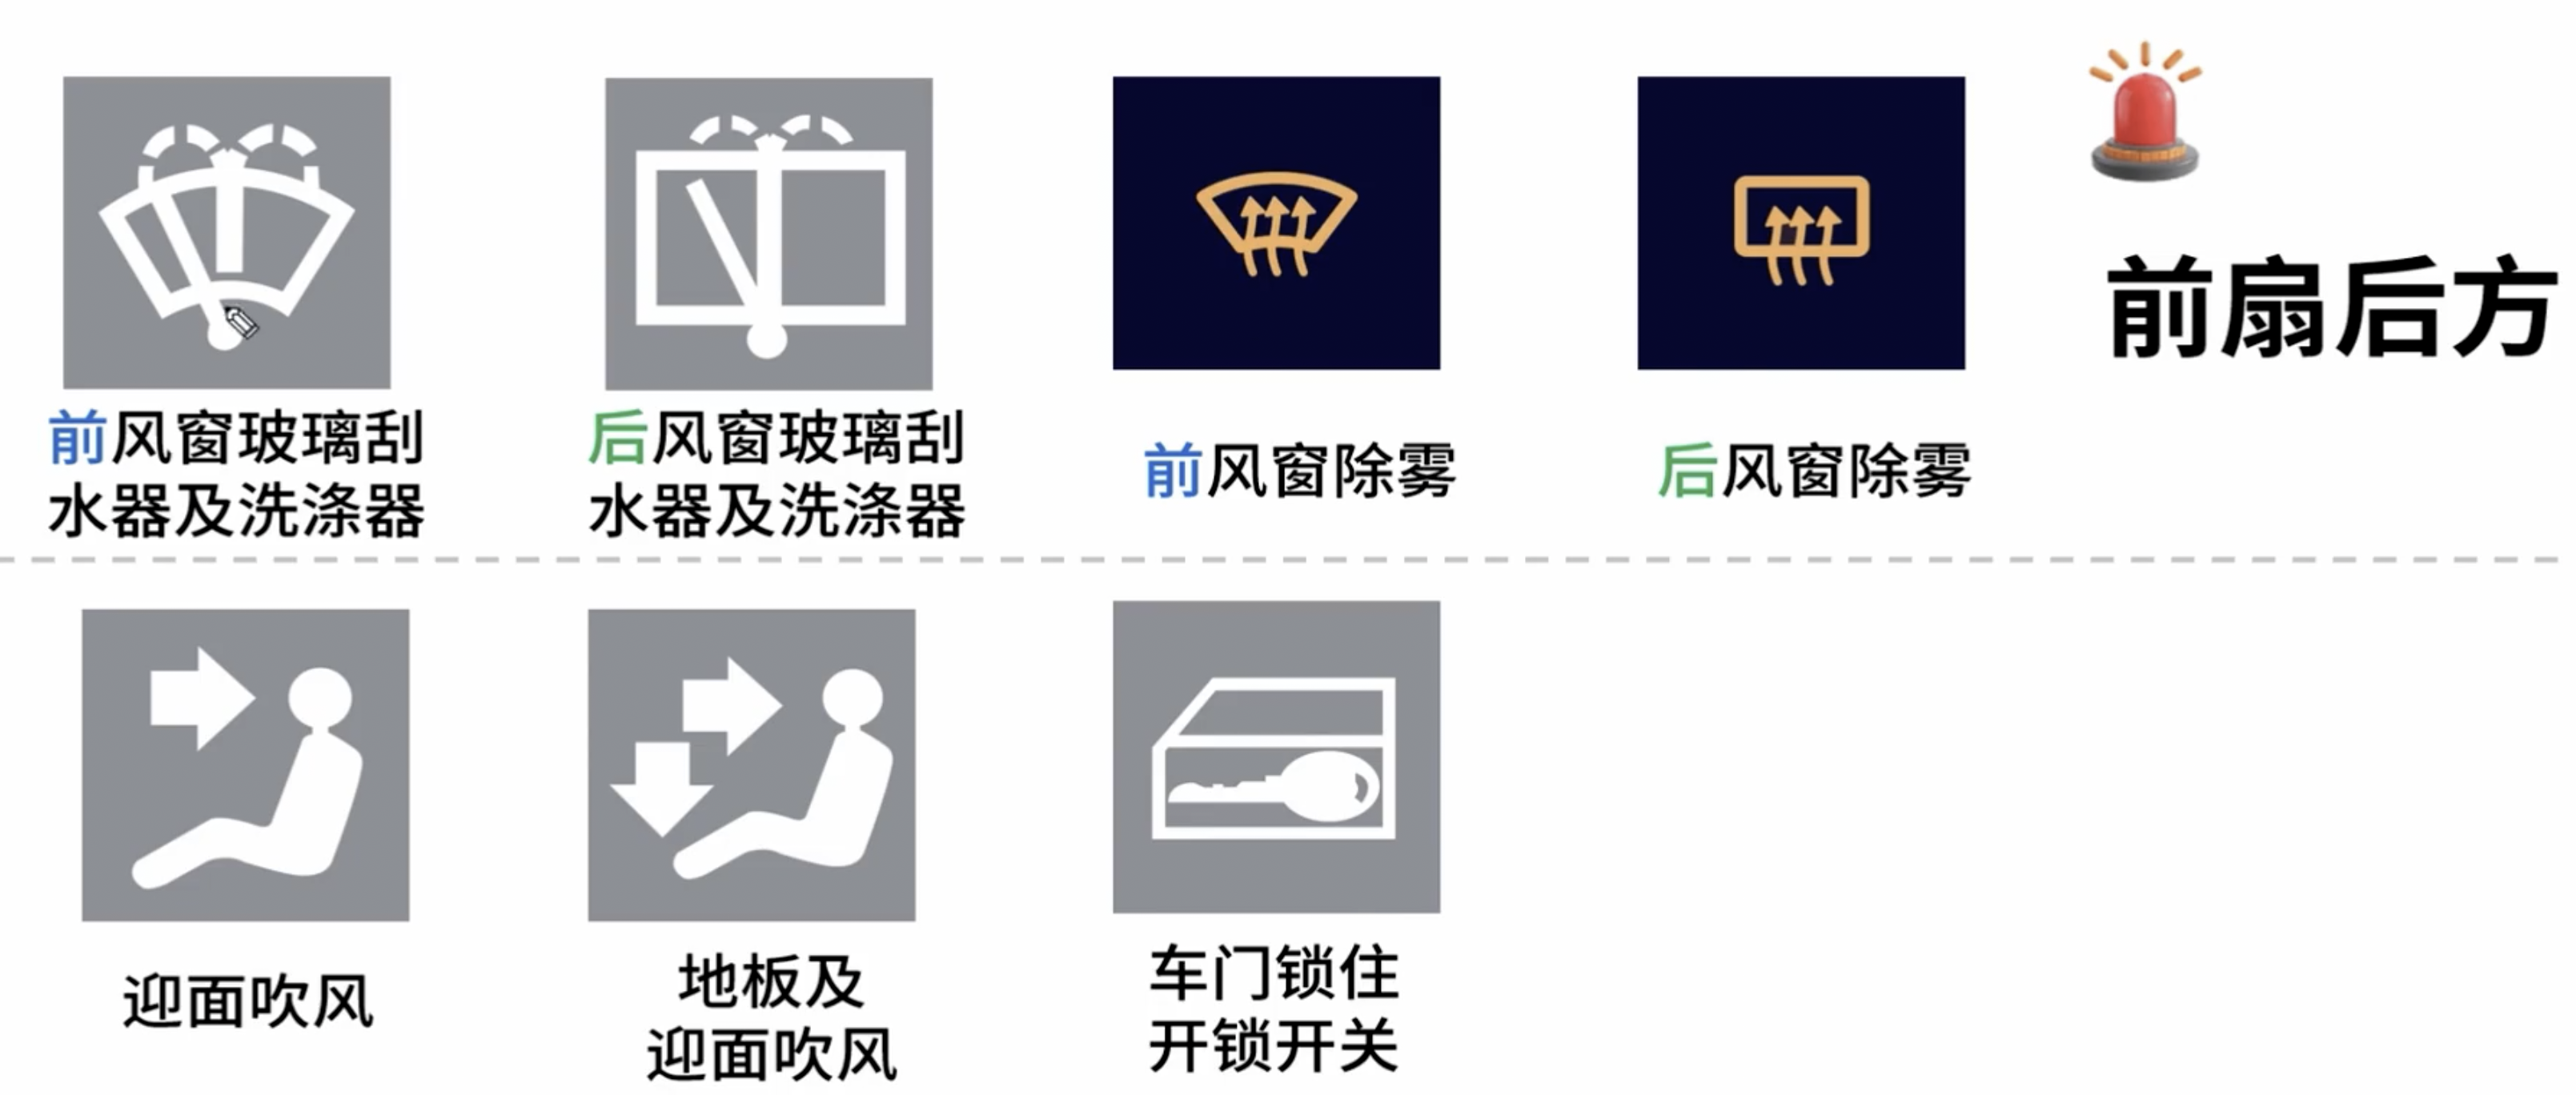 前扇后方
前风窗玻璃刮
水器及洗涤器
后风窗玻璃刮
水器及洗涤器
前风窗除雾
后风窗除雾
迎面吹风
地板及
迎面吹风
车门锁住
开锁开关